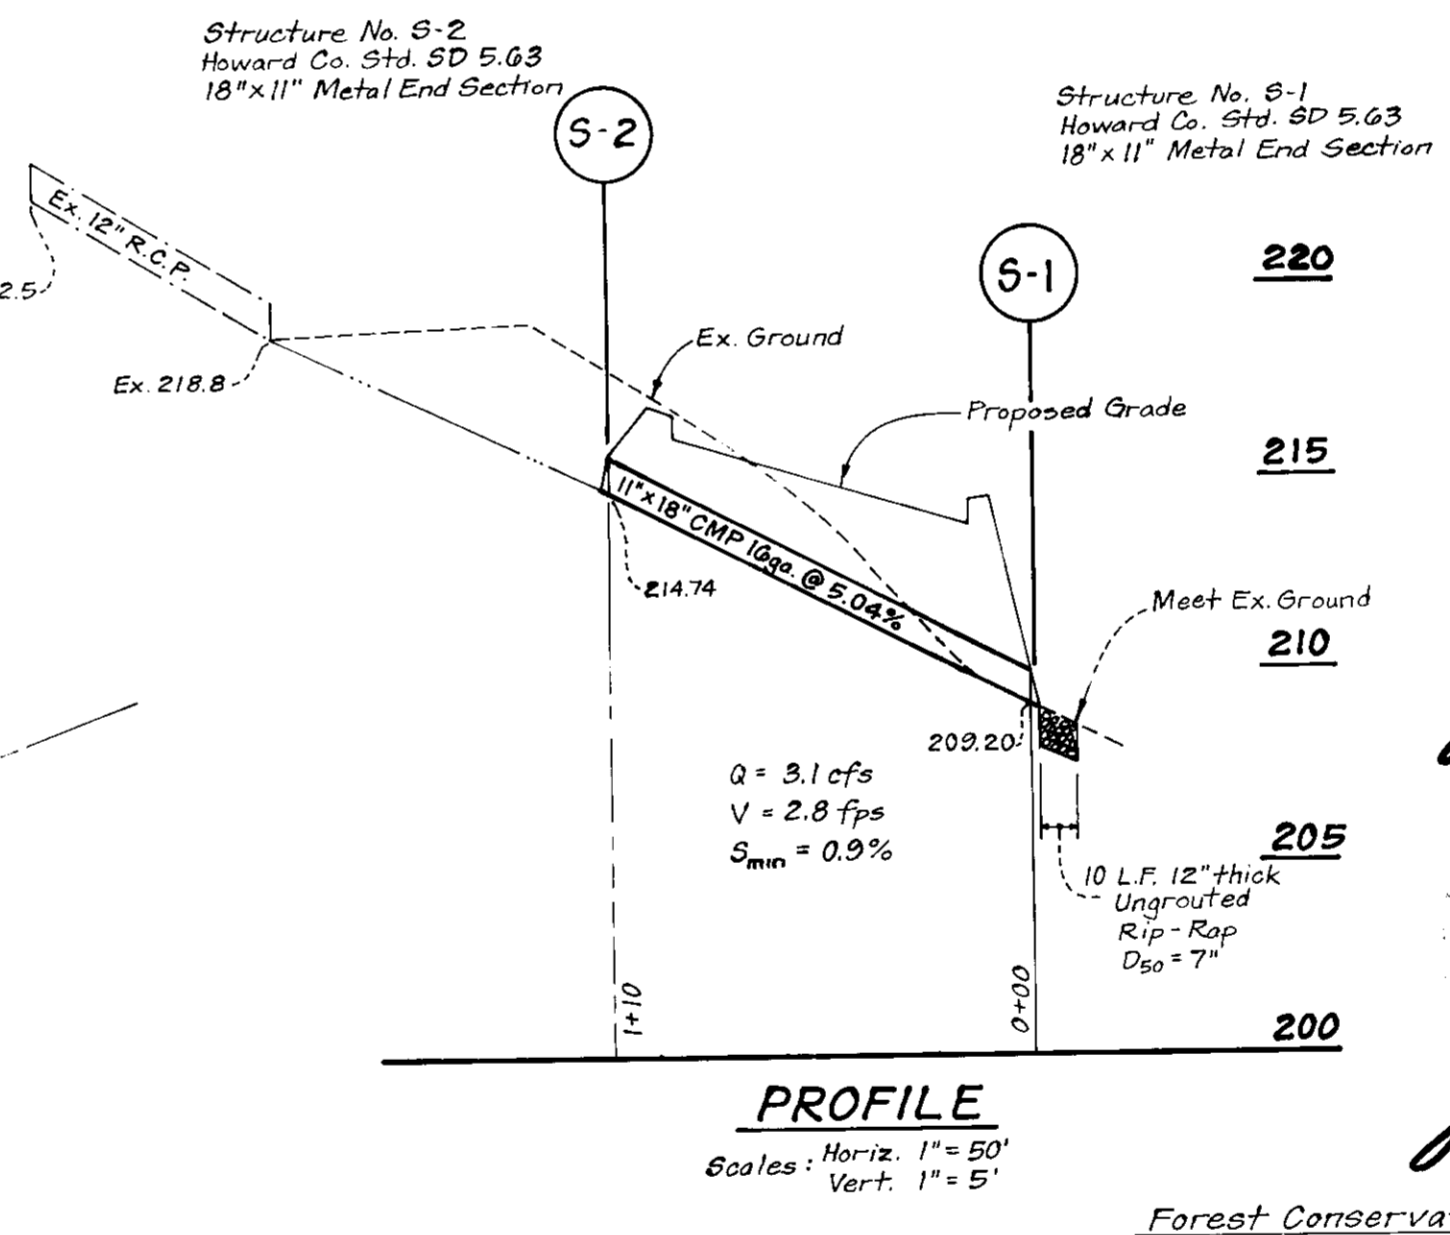 Structure No. S-2
Howard Co. Std. SD 5.63
18"x11" Metal End Section
S-2
Structure No. S-1
Howard Co. Std. SD 5.63
18"x11" Metal End Section
S-1
Ex. 12" R.C.P.
2.5
Ex. 218.8
Ex. Ground
Proposed Grade
220
215
11"x18" CMP 16ga. @ 5.04%
214.74
Meet Ex. Ground
210
209.20
Q = 3.1 cfs
V = 2.8 fps
Smin = 0.9%
205
10 L.F. 12" thick
Ungrouted
Rip-Rap
D50 = 7"
1+10
0+00
200
PROFILE
Scales: Horiz. 1" = 50'
Vert. 1" = 5'
Forest Conserva